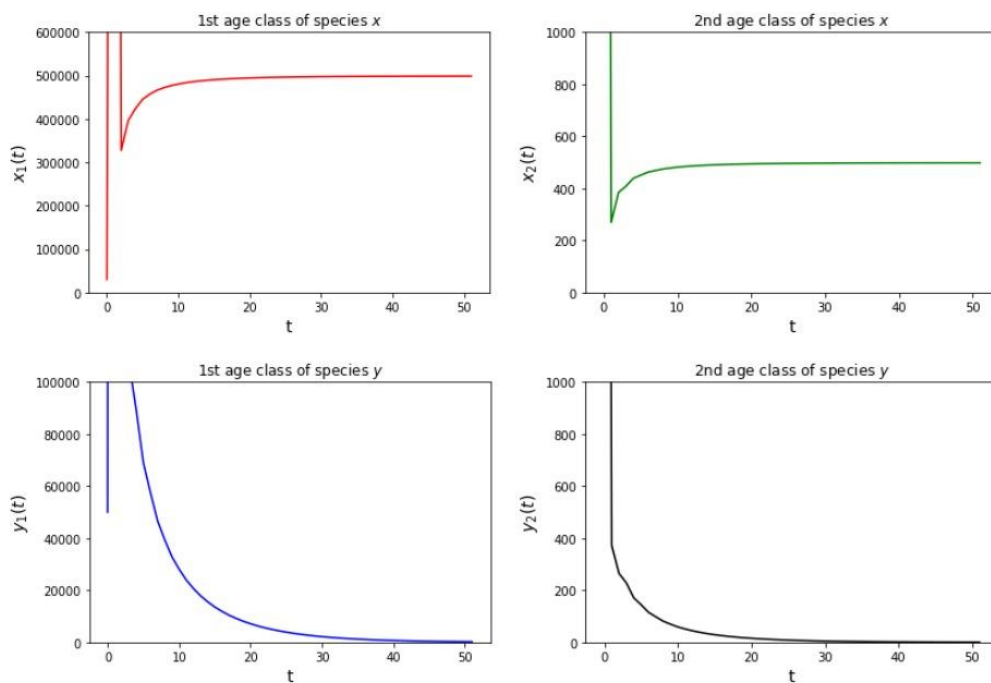 1st age class of species x
600000
500000
400000
300000
200000
100000
0
x₁(t)
0 10 20 30 40 50
t
2nd age class of species x
1000
800
600
400
200
0
x₂(t)
0 10 20 30 40 50
t
1st age class of species y
100000
80000
60000
40000
20000
0
y₁(t)
0 10 20 30 40 50
t
2nd age class of species y
1000
800
600
400
200
0
y₂(t)
0 10 20 30 40 50
t